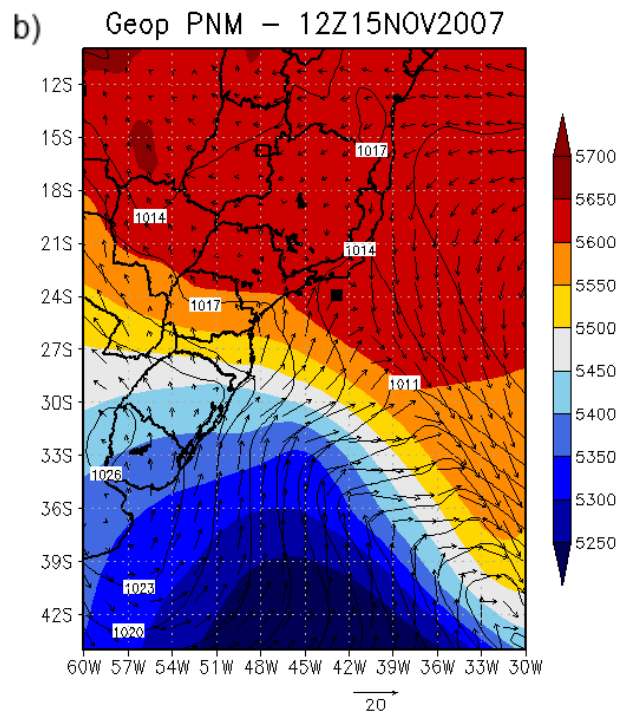 b) Geop PNM – 12Z15NOV2007
12S
15S
18S
21S
24S
27S
30S
33S
36S
39S
42S
1017
1014
1014
1017
1011
1026
1023
1020
60W 57W 54W 51W 48W 45W 42W 39W 36W 33W 30W
20
5700
5650
5600
5550
5500
5450
5400
5350
5300
5250